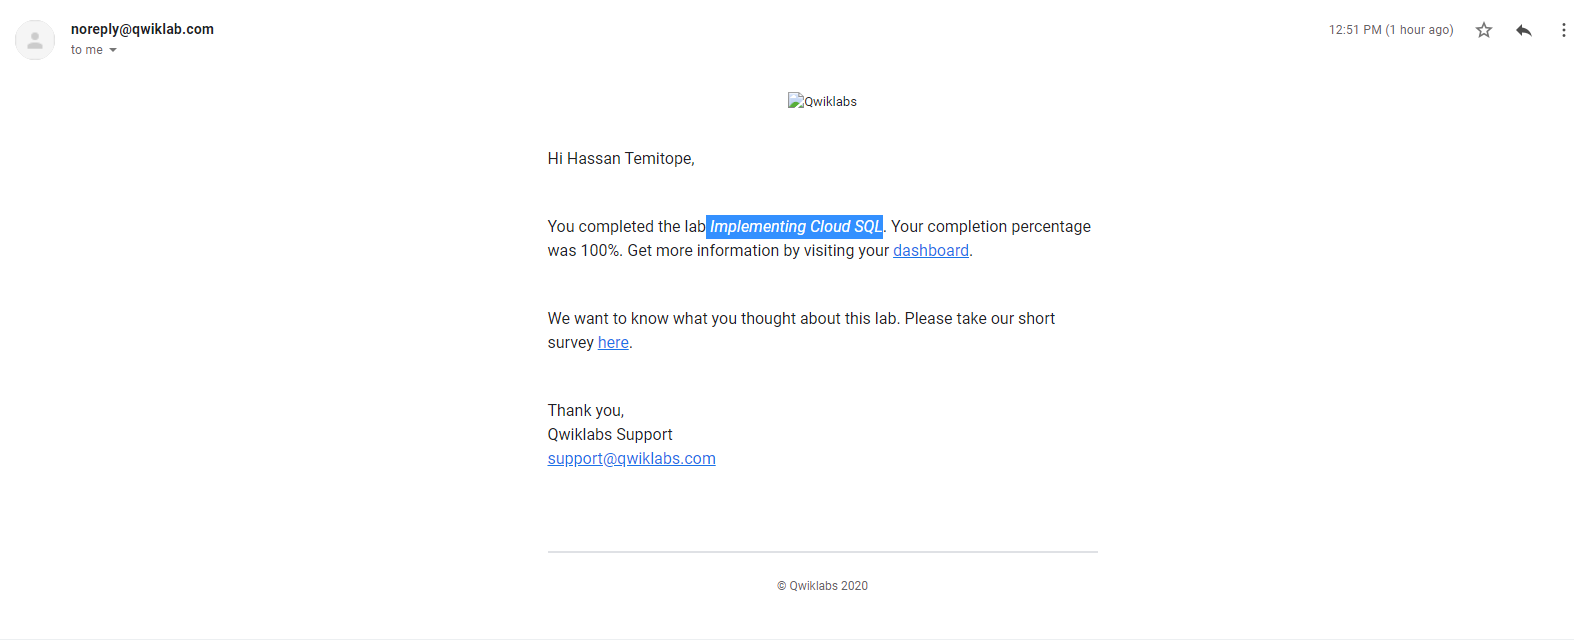 noreply@qwiklab.com
12:51 PM (1 hour ago)
to me
Qwiklabs
Hi Hassan Temitope,
You completed the lab Implementing Cloud SQL. Your completion percentage
was 100%. Get more information by visiting your dashboard.
We want to know what you thought about this lab. Please take our short
survey here.
Thank you,
Qwiklabs Support
support@qwiklabs.com
© Qwiklabs 2020